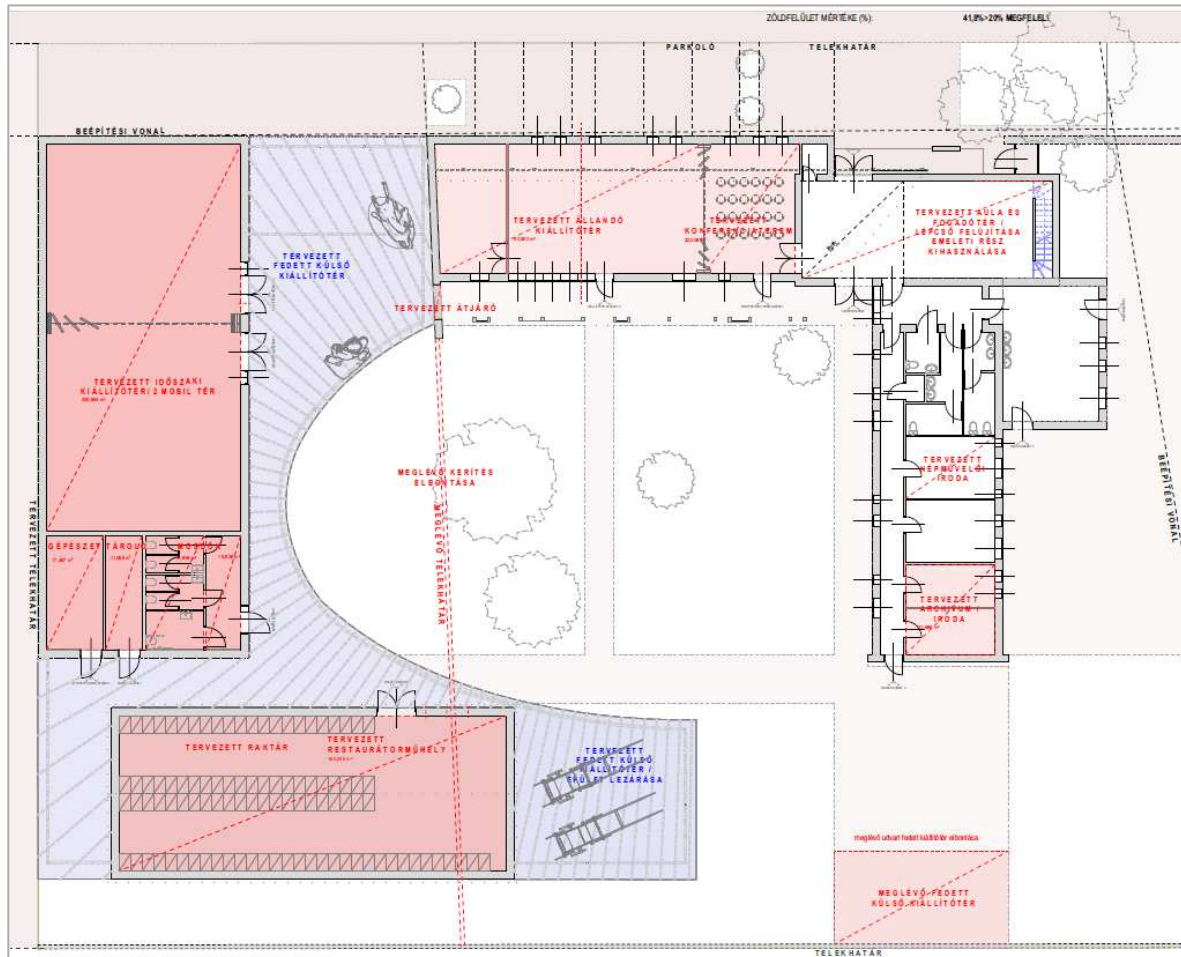 ZÖLDFELÜLET MÉRTÉKE (%): 41,8%>20% MEGFELEL!
PARKOLÓ
TELEKHATÁR
BEÉPÍTÉSI VONAL
TERVEZETT
FEDETT KÜLSŐ
KIÁLLÍTÓTÉR
TERVEZETT ÁLLANDÓ
KIÁLLÍTÓTÉR
TERVEZETT
KONFERENCIATEREM
TERVEZETT AULA ÉS
FOGADÓTÉR /
LÉPCSŐ FELÚJÍTÁSA
EMELETI RÉSZ
KIHASZNÁLÁSA
TERVEZETT ÁTJÁRÓ
TERVEZETT IDŐSZAKI
KIÁLLÍTÓTÉR/ 2 MOBIL TÉR
MEGLÉVŐ KERÍTÉS
ELBONTÁSA
MEGLÉVŐ TELEKHATÁR
TERVEZETT
NÉPMŰVELŐI
IRODA
BEÉPÍTÉSI VONAL
TERVEZETT TELEKHATÁR
GÉPÉSZET
TÁROLÓ
MOSDÓK
TERVEZETT
ARCHÍVUM /
IRODA
TERVEZETT RAKTÁR
TERVEZETT
RESTAURÁTORMŰHELY
TERVEZETT
FEDETT KÜLSŐ
KIÁLLÍTÓTÉR /
ÉPÜLET LEZÁRÁSA
meglévő udvari fedett kiállítótér elbontása
MEGLÉVŐ FEDETT
KÜLSŐ KIÁLLÍTÓTÉR
TELEKHATÁR